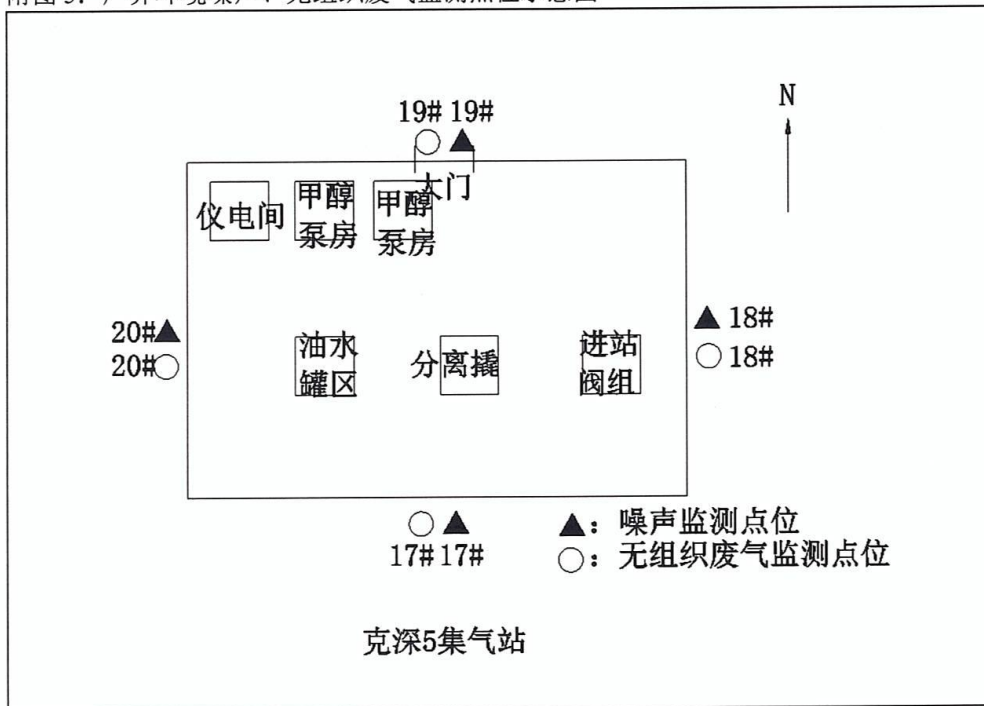 19# 19#
N
大门
仪电间
甲醇
泵房
甲醇
泵房
20#
20#
18#
18#
油水
罐区
分离撬
进站
阀组
17# 17#
▲：噪声监测点位
○：无组织废气监测点位
克深5集气站